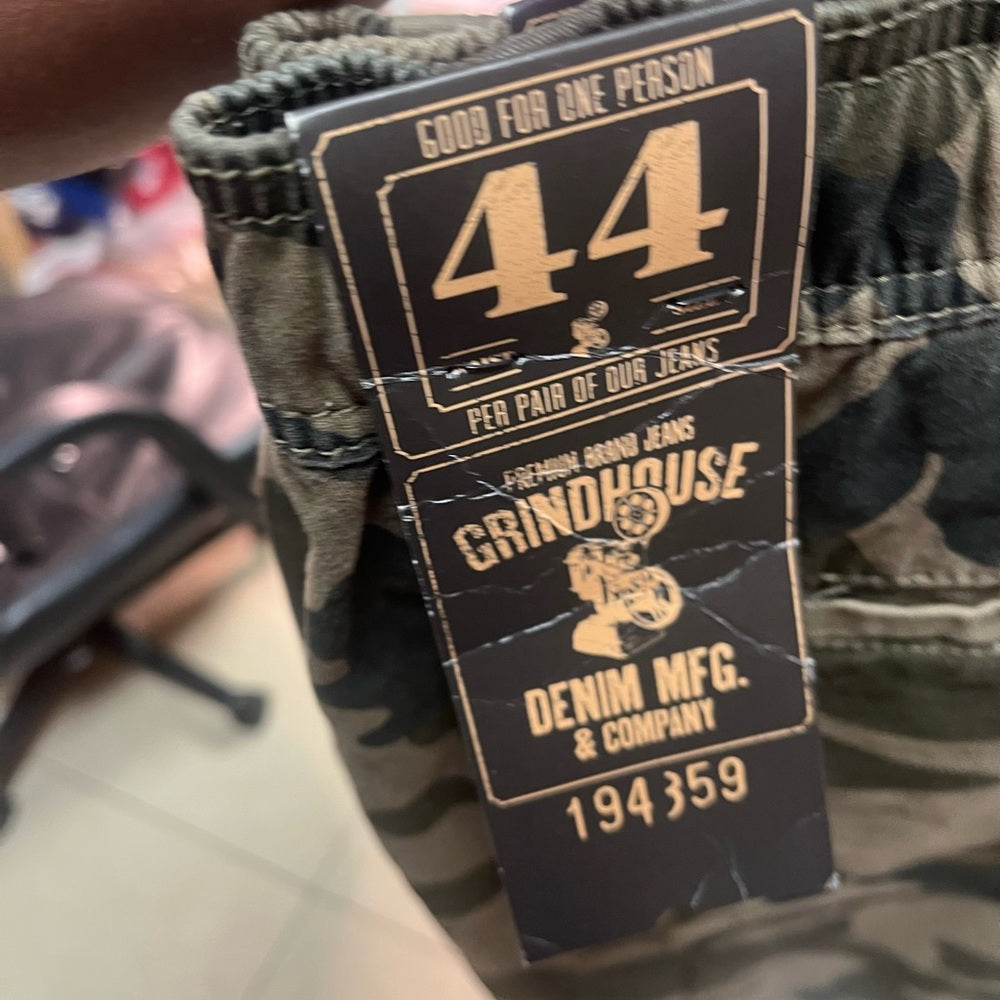 GOOD FOR ONE PERSON
44
PER PAIR OF OUR JEANS
PREMIUM BRAND JEANS
GRINDHOUSE
DENIM MFG.
& COMPANY
194359